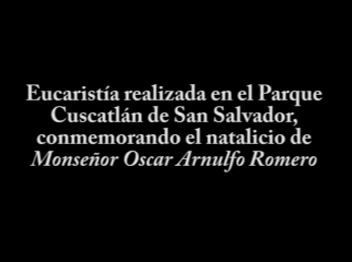 Eucaristía realizada en el Parque
Cuscatlán de San Salvador,
conmemorando el natalicio de
Monseñor Oscar Arnulfo Romero